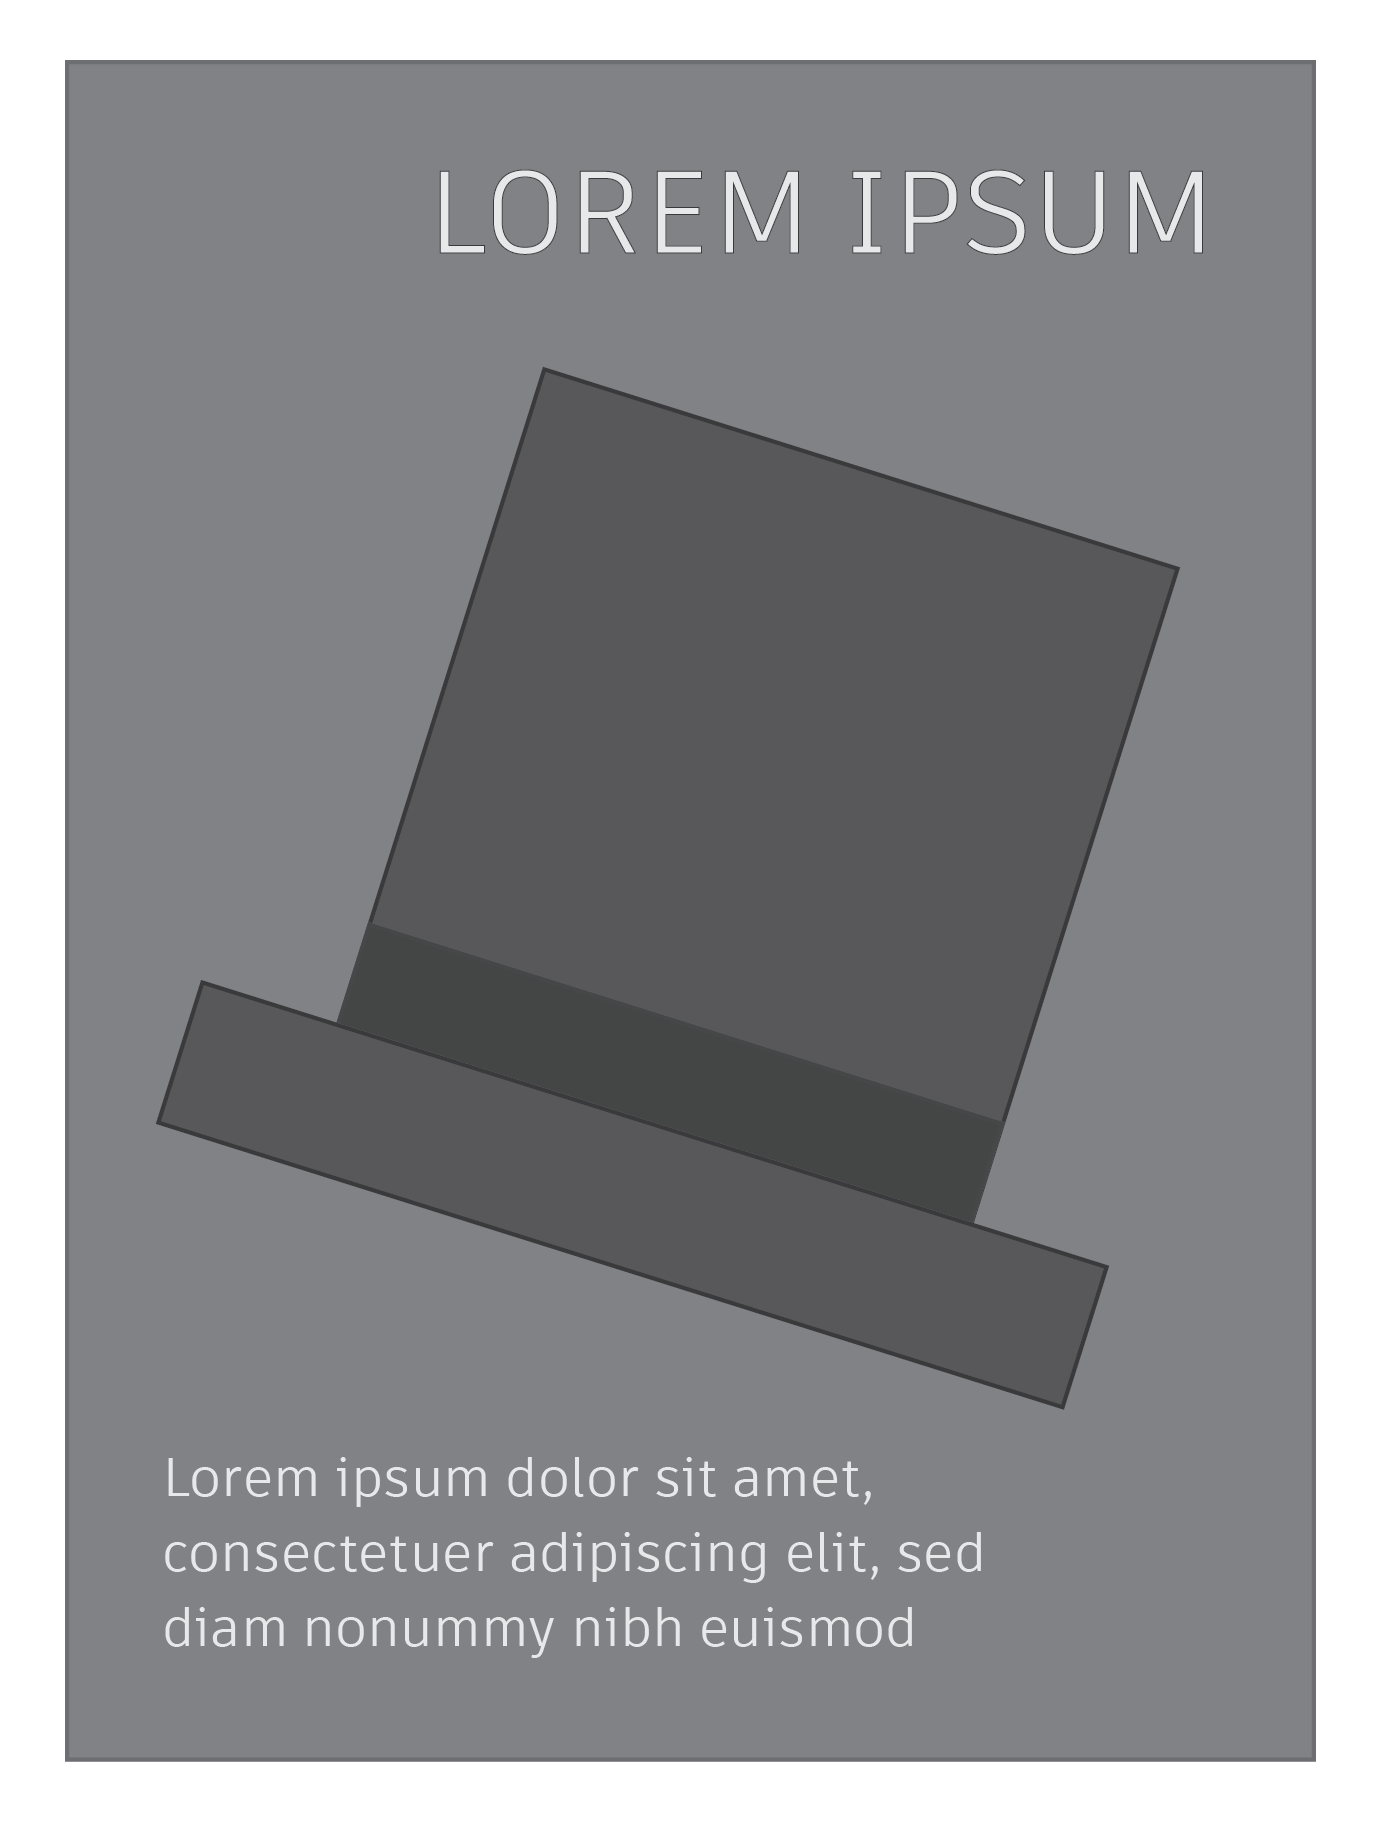 LOREM IPSUM
Lorem ipsum dolor sit amet,
consectetuer adipiscing elit, sed
diam nonummy nibh euismod